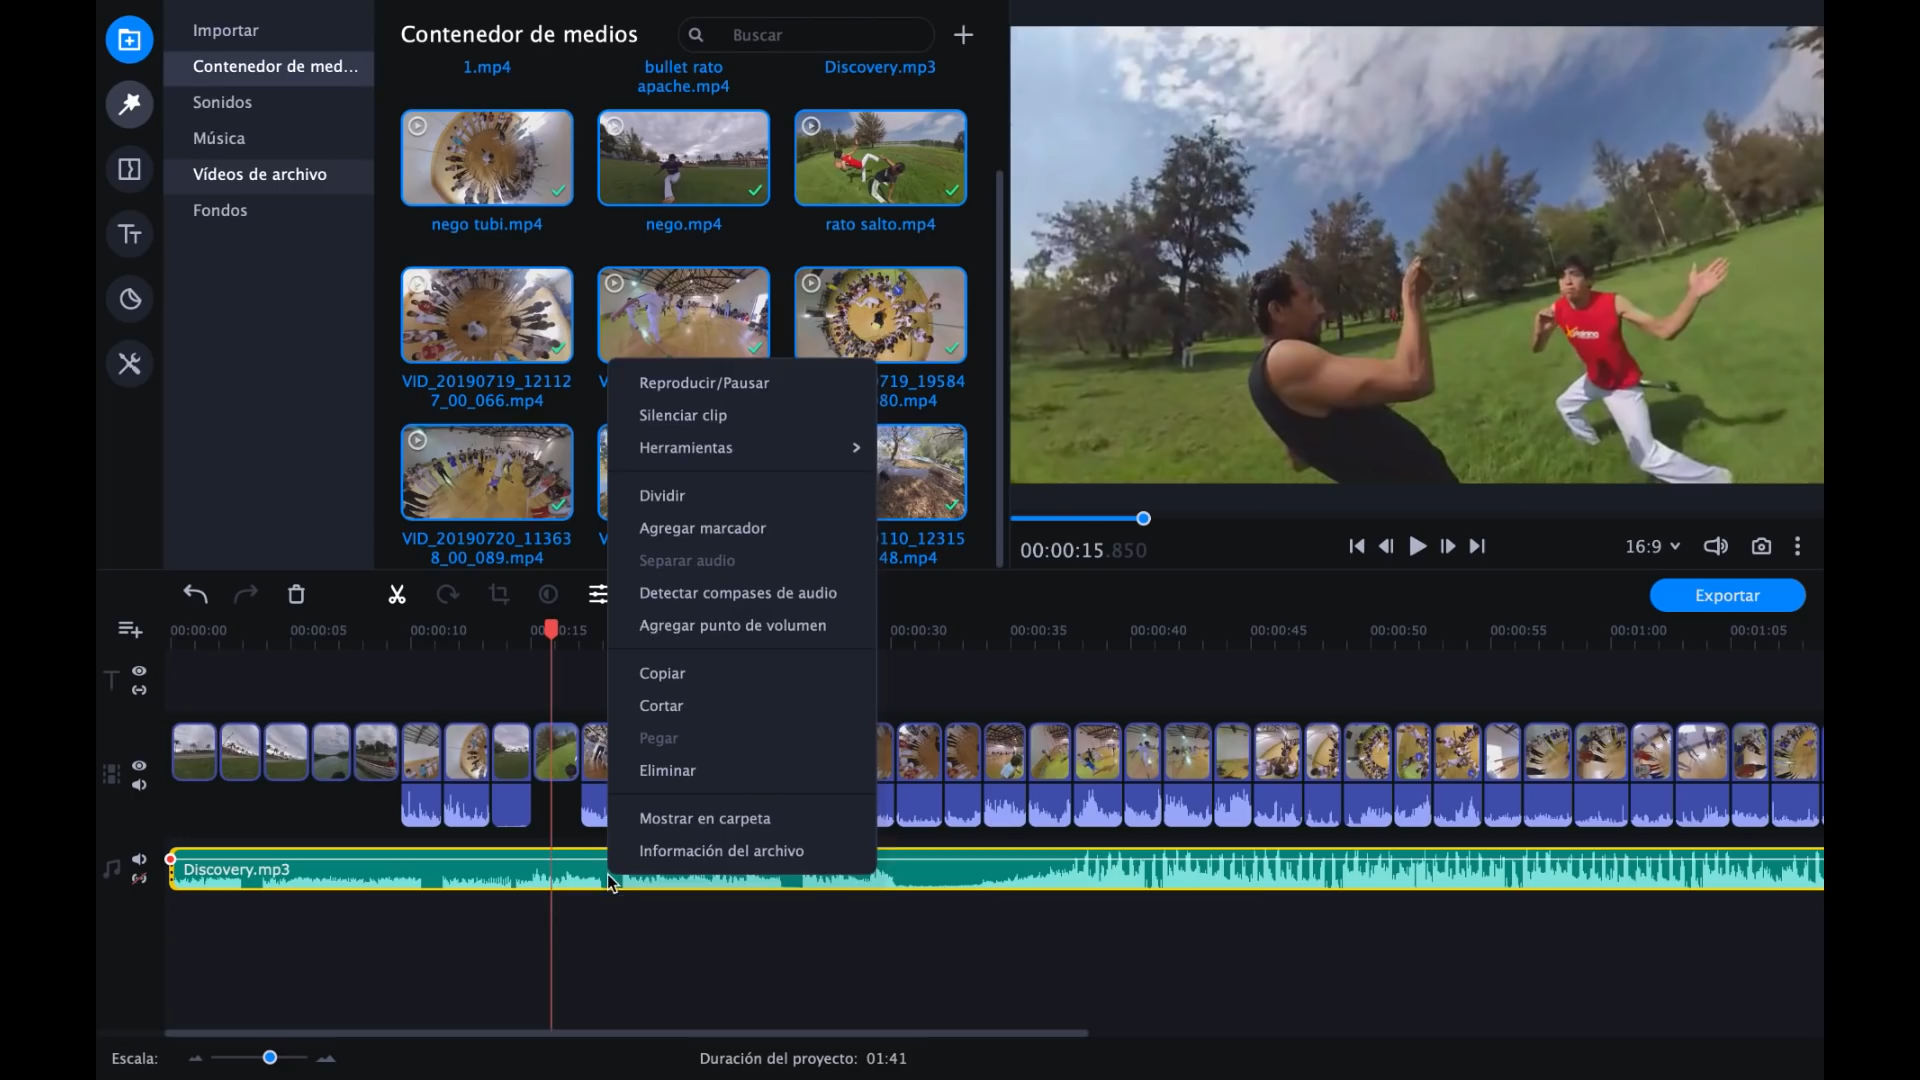 Importar
Contenedor de med...
Sonidos
Música
Vídeos de archivo
Fondos
Contenedor de medios
Buscar
1.mp4
bullet rato
apache.mp4
Discovery.mp3
nego tubi.mp4
nego.mp4
rato salto.mp4
VID_20190719_12112
7_00_066.mp4
V
719_19584
80.mp4
VID_20190720_11363
8_00_089.mp4
V
110_12315
48.mp4
Reproducir/Pausar
Silenciar clip
Herramientas
Dividir
Agregar marcador
Separar audio
Detectar compases de audio
Agregar punto de volumen
Copiar
Cortar
Pegar
Eliminar
Mostrar en carpeta
Información del archivo
00:00:15.850
16:9
Exportar
00:00:00
00:00:05
00:00:10
00:00:30
00:00:35
00:00:40
00:00:45
00:00:50
00:00:55
00:01:00
00:01:05
Discovery.mp3
Escala:
Duración del proyecto: 01:41